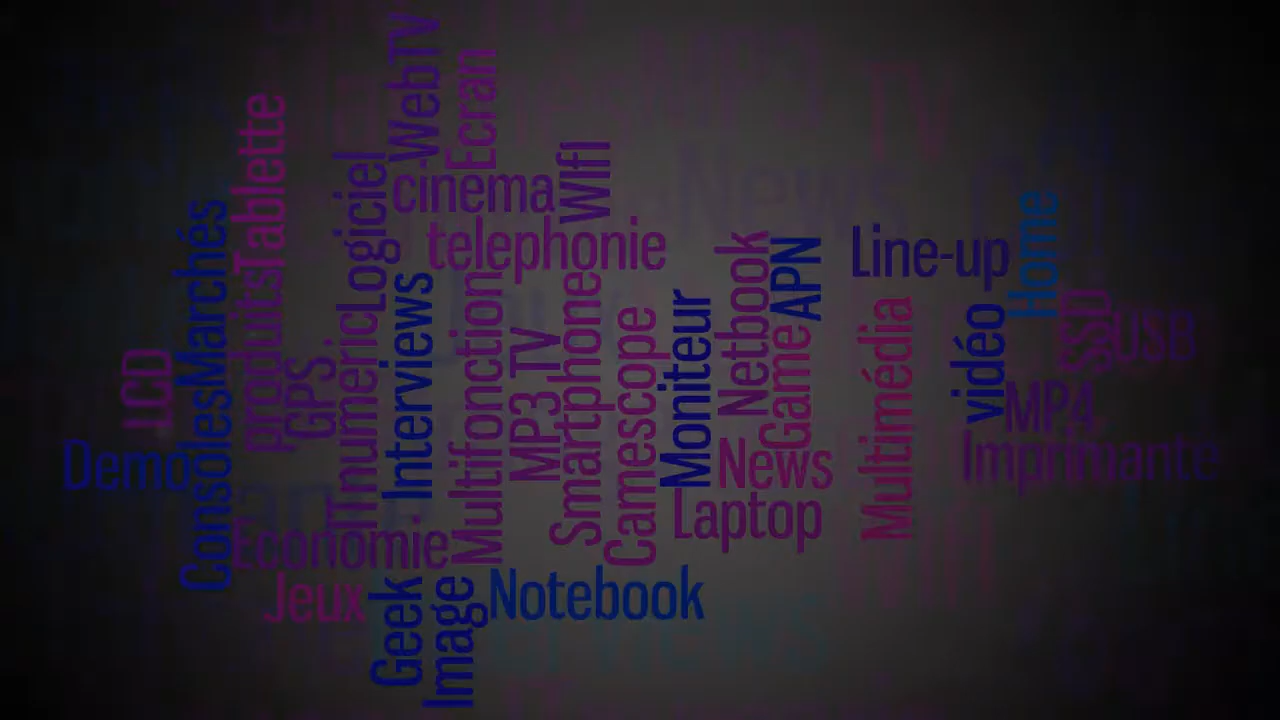 WebTV
Ecran
Tablette
Logiciel
cinema
WIfI
telephonie
Marchés
produits
Interviews
Multifonction
MP3
TV
Smartphone
Camescope
Moniteur
Netbook
APN
Game
Line-up
Home
vidéo
SSD
USB
MP4
Imprimante
Multimédia
LCD
GPS
Demo
Consoles
News
Laptop
Economie
Jeux
Geek
Image
Notebook